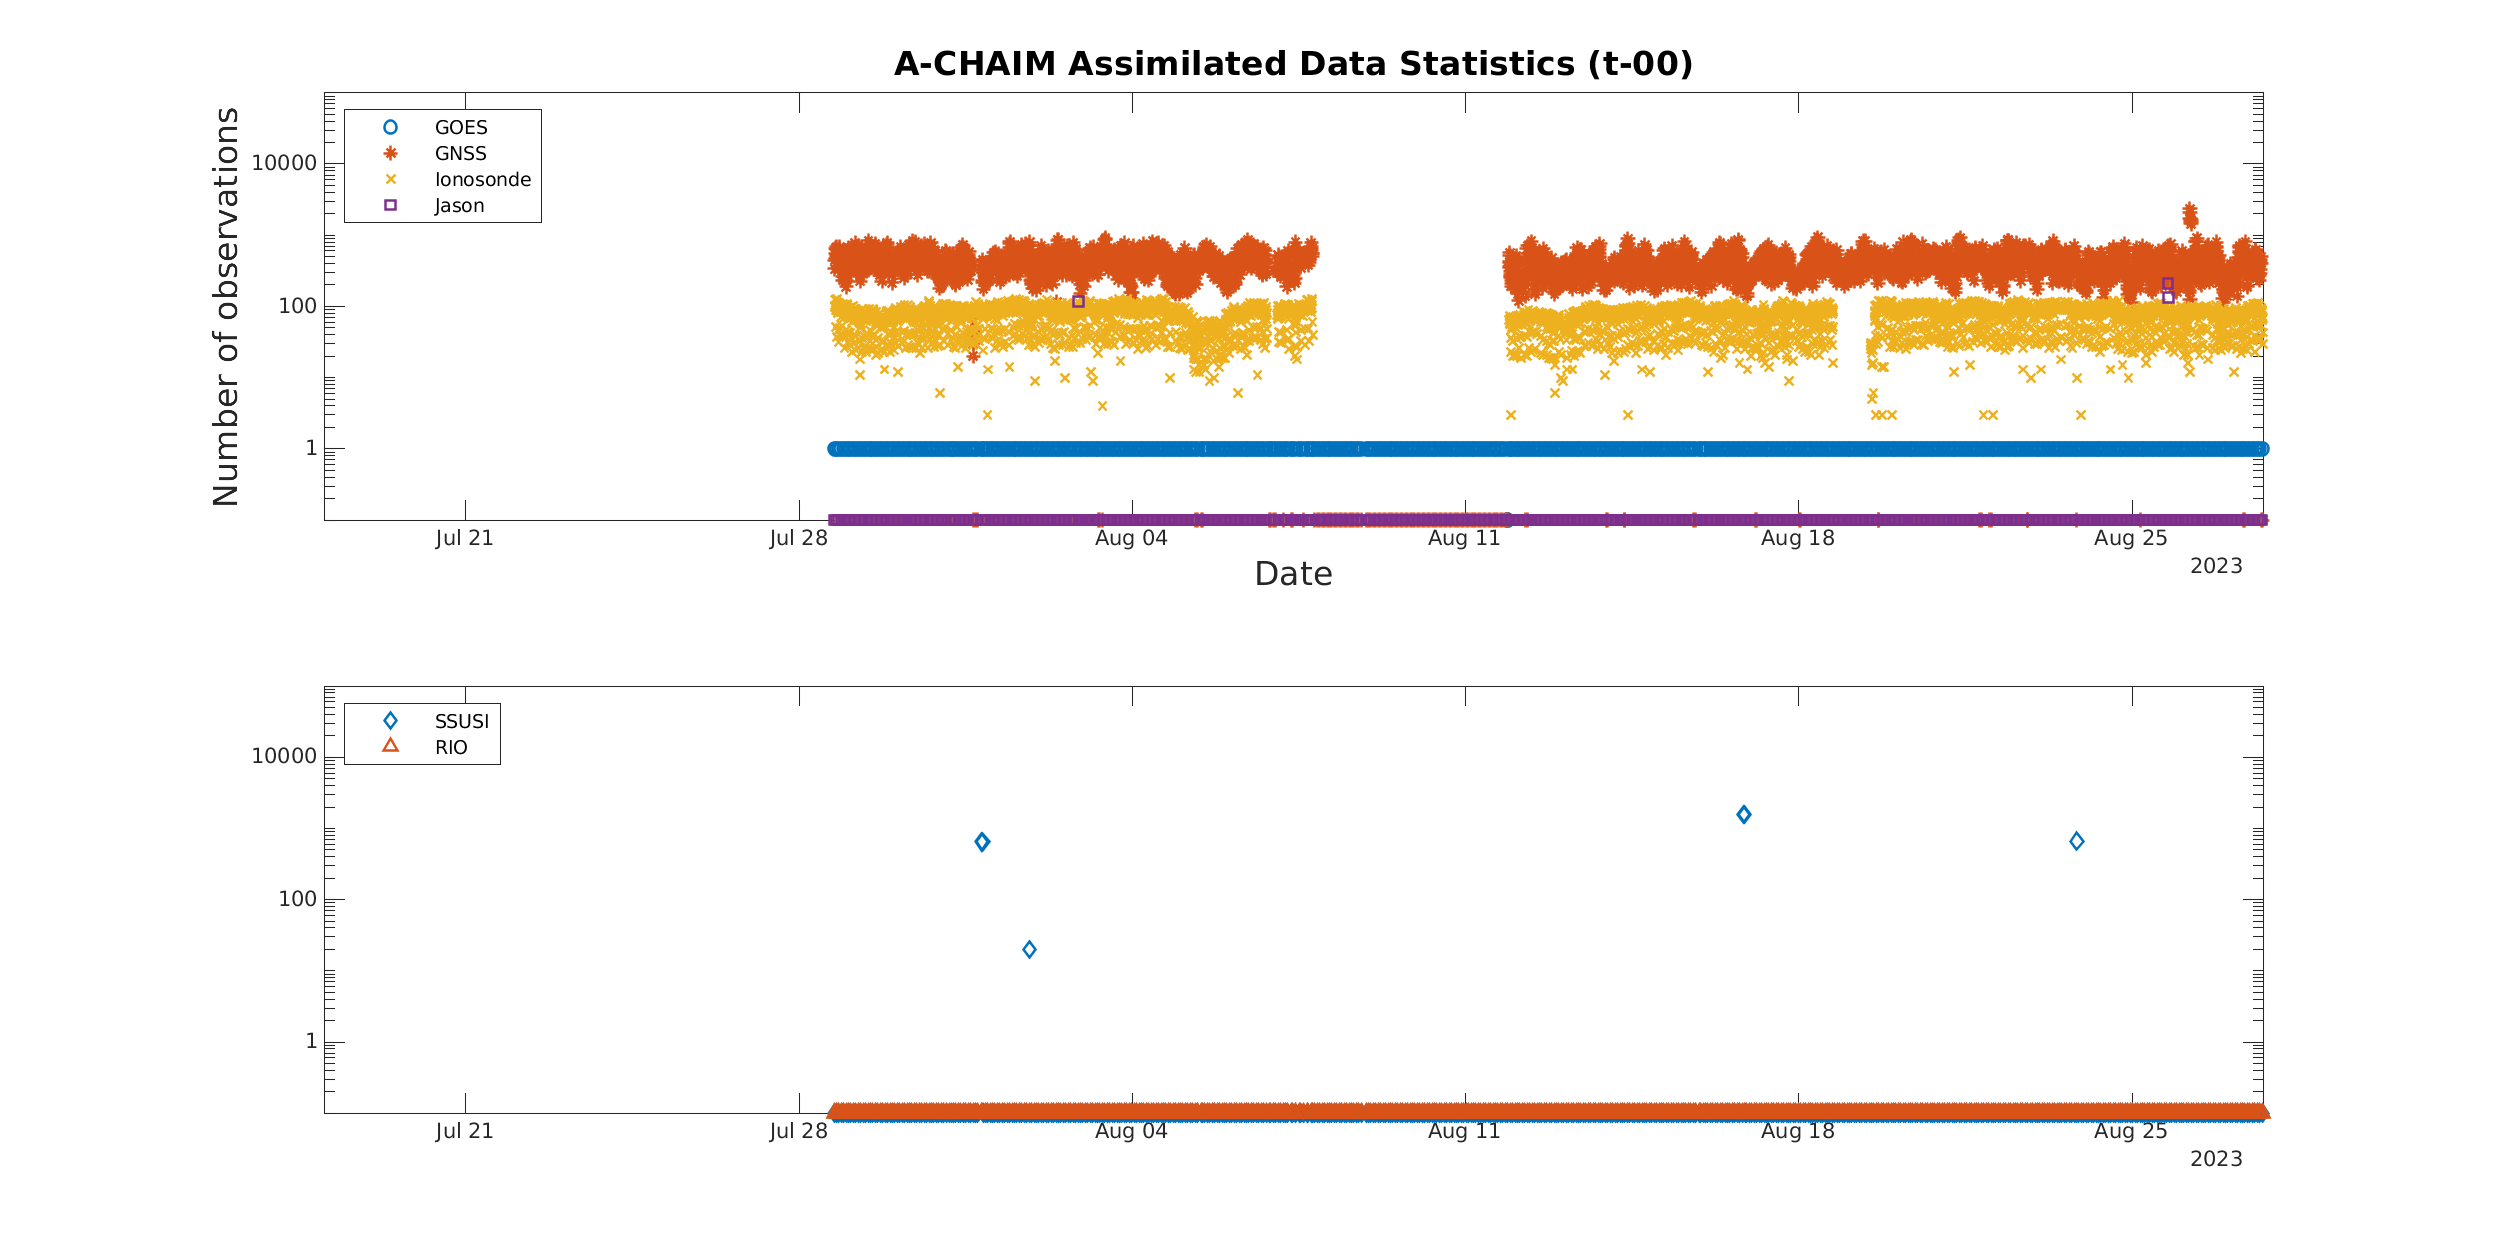 A-CHAIM Assimilated Data Statistics (t-00)
Number of observations
GOES
GNSS
Ionosonde
Jason
10000
100
1
Jul 21
Jul 28
Aug 04
Aug 11
Aug 18
Aug 25
2023
Date
SSUSI
RIO
10000
100
1
Jul 21
Jul 28
Aug 04
Aug 11
Aug 18
Aug 25
2023